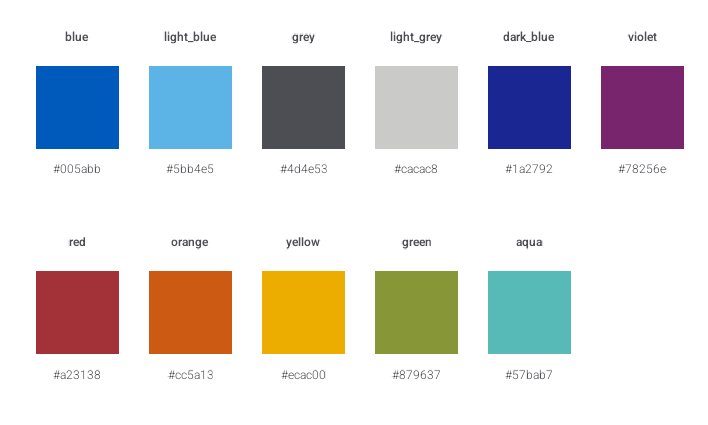 blue light_blue grey light_grey dark_blue violet
#005abb #5bb4e5 #4d4e53 #cacac8 #1a2792 #78256e
red orange yellow green aqua
#a23138 #cc5a13 #ecac00 #879637 #57bab7